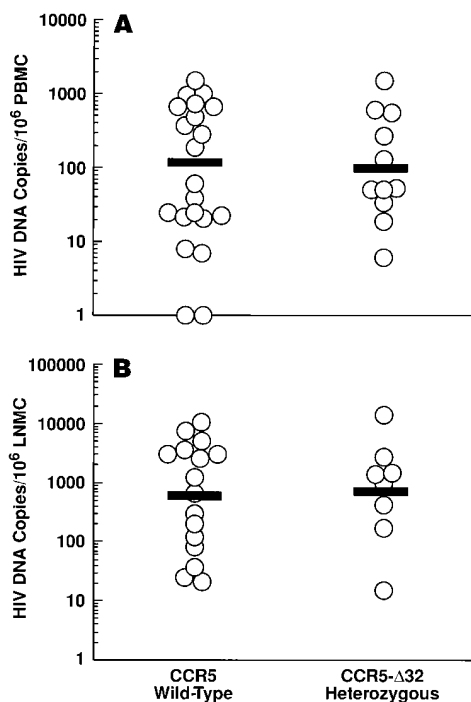 A
HIV DNA Copies/10⁶ PBMC
10000
1000
100
10
1
B
HIV DNA Copies/10⁶ LNMC
100000
10000
1000
100
10
1
CCR5
Wild-Type
CCR5-Δ32
Heterozygous